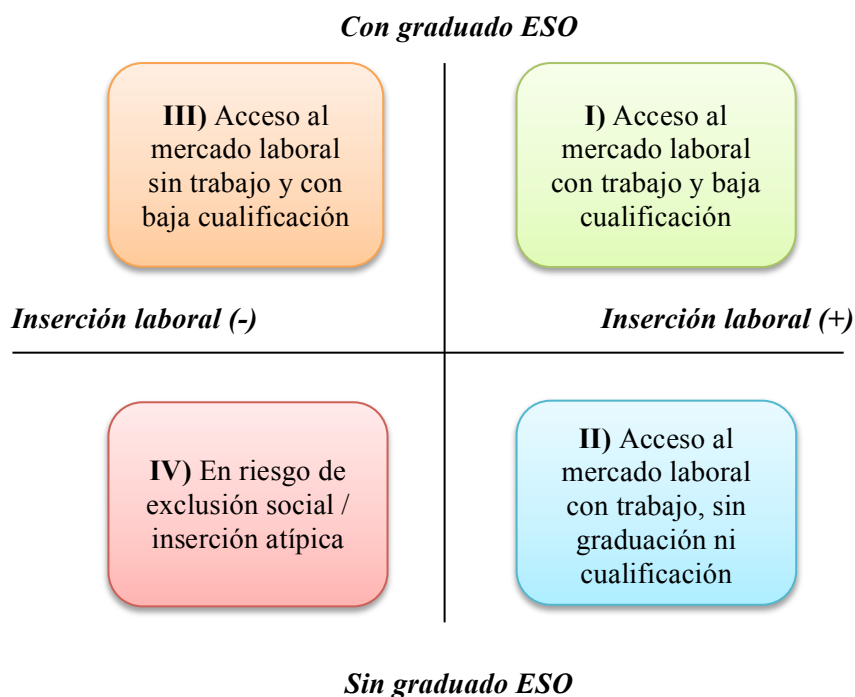 Con graduado ESO
III) Acceso al
mercado laboral
sin trabajo y con
baja cualificación
I) Acceso al
mercado laboral
con trabajo y baja
cualificación
Inserción laboral (-)
Inserción laboral (+)
IV) En riesgo de
exclusión social /
inserción atípica
II) Acceso al
mercado laboral
con trabajo, sin
graduación ni
cualificación
Sin graduado ESO